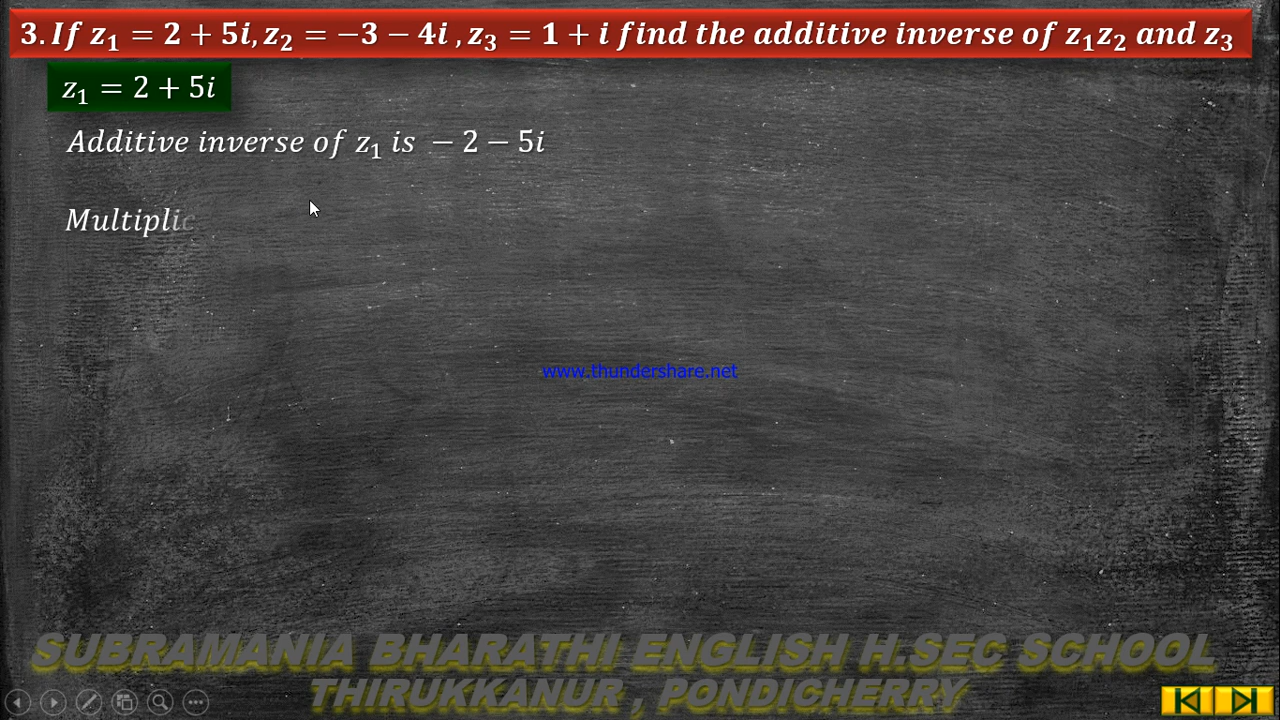 3. If z₁ = 2 + 5i, z₂ = −3 − 4i , z₃ = 1 + i find the additive inverse of z₁z₂ and z₃
z₁ = 2 + 5i
Additive inverse of z₁ is − 2 − 5i
Multiplic
www.thundershare.net
SUBRAMANIA BHARATHI ENGLISH H.SEC SCHOOL
THIRUKKANUR , PONDICHERRY